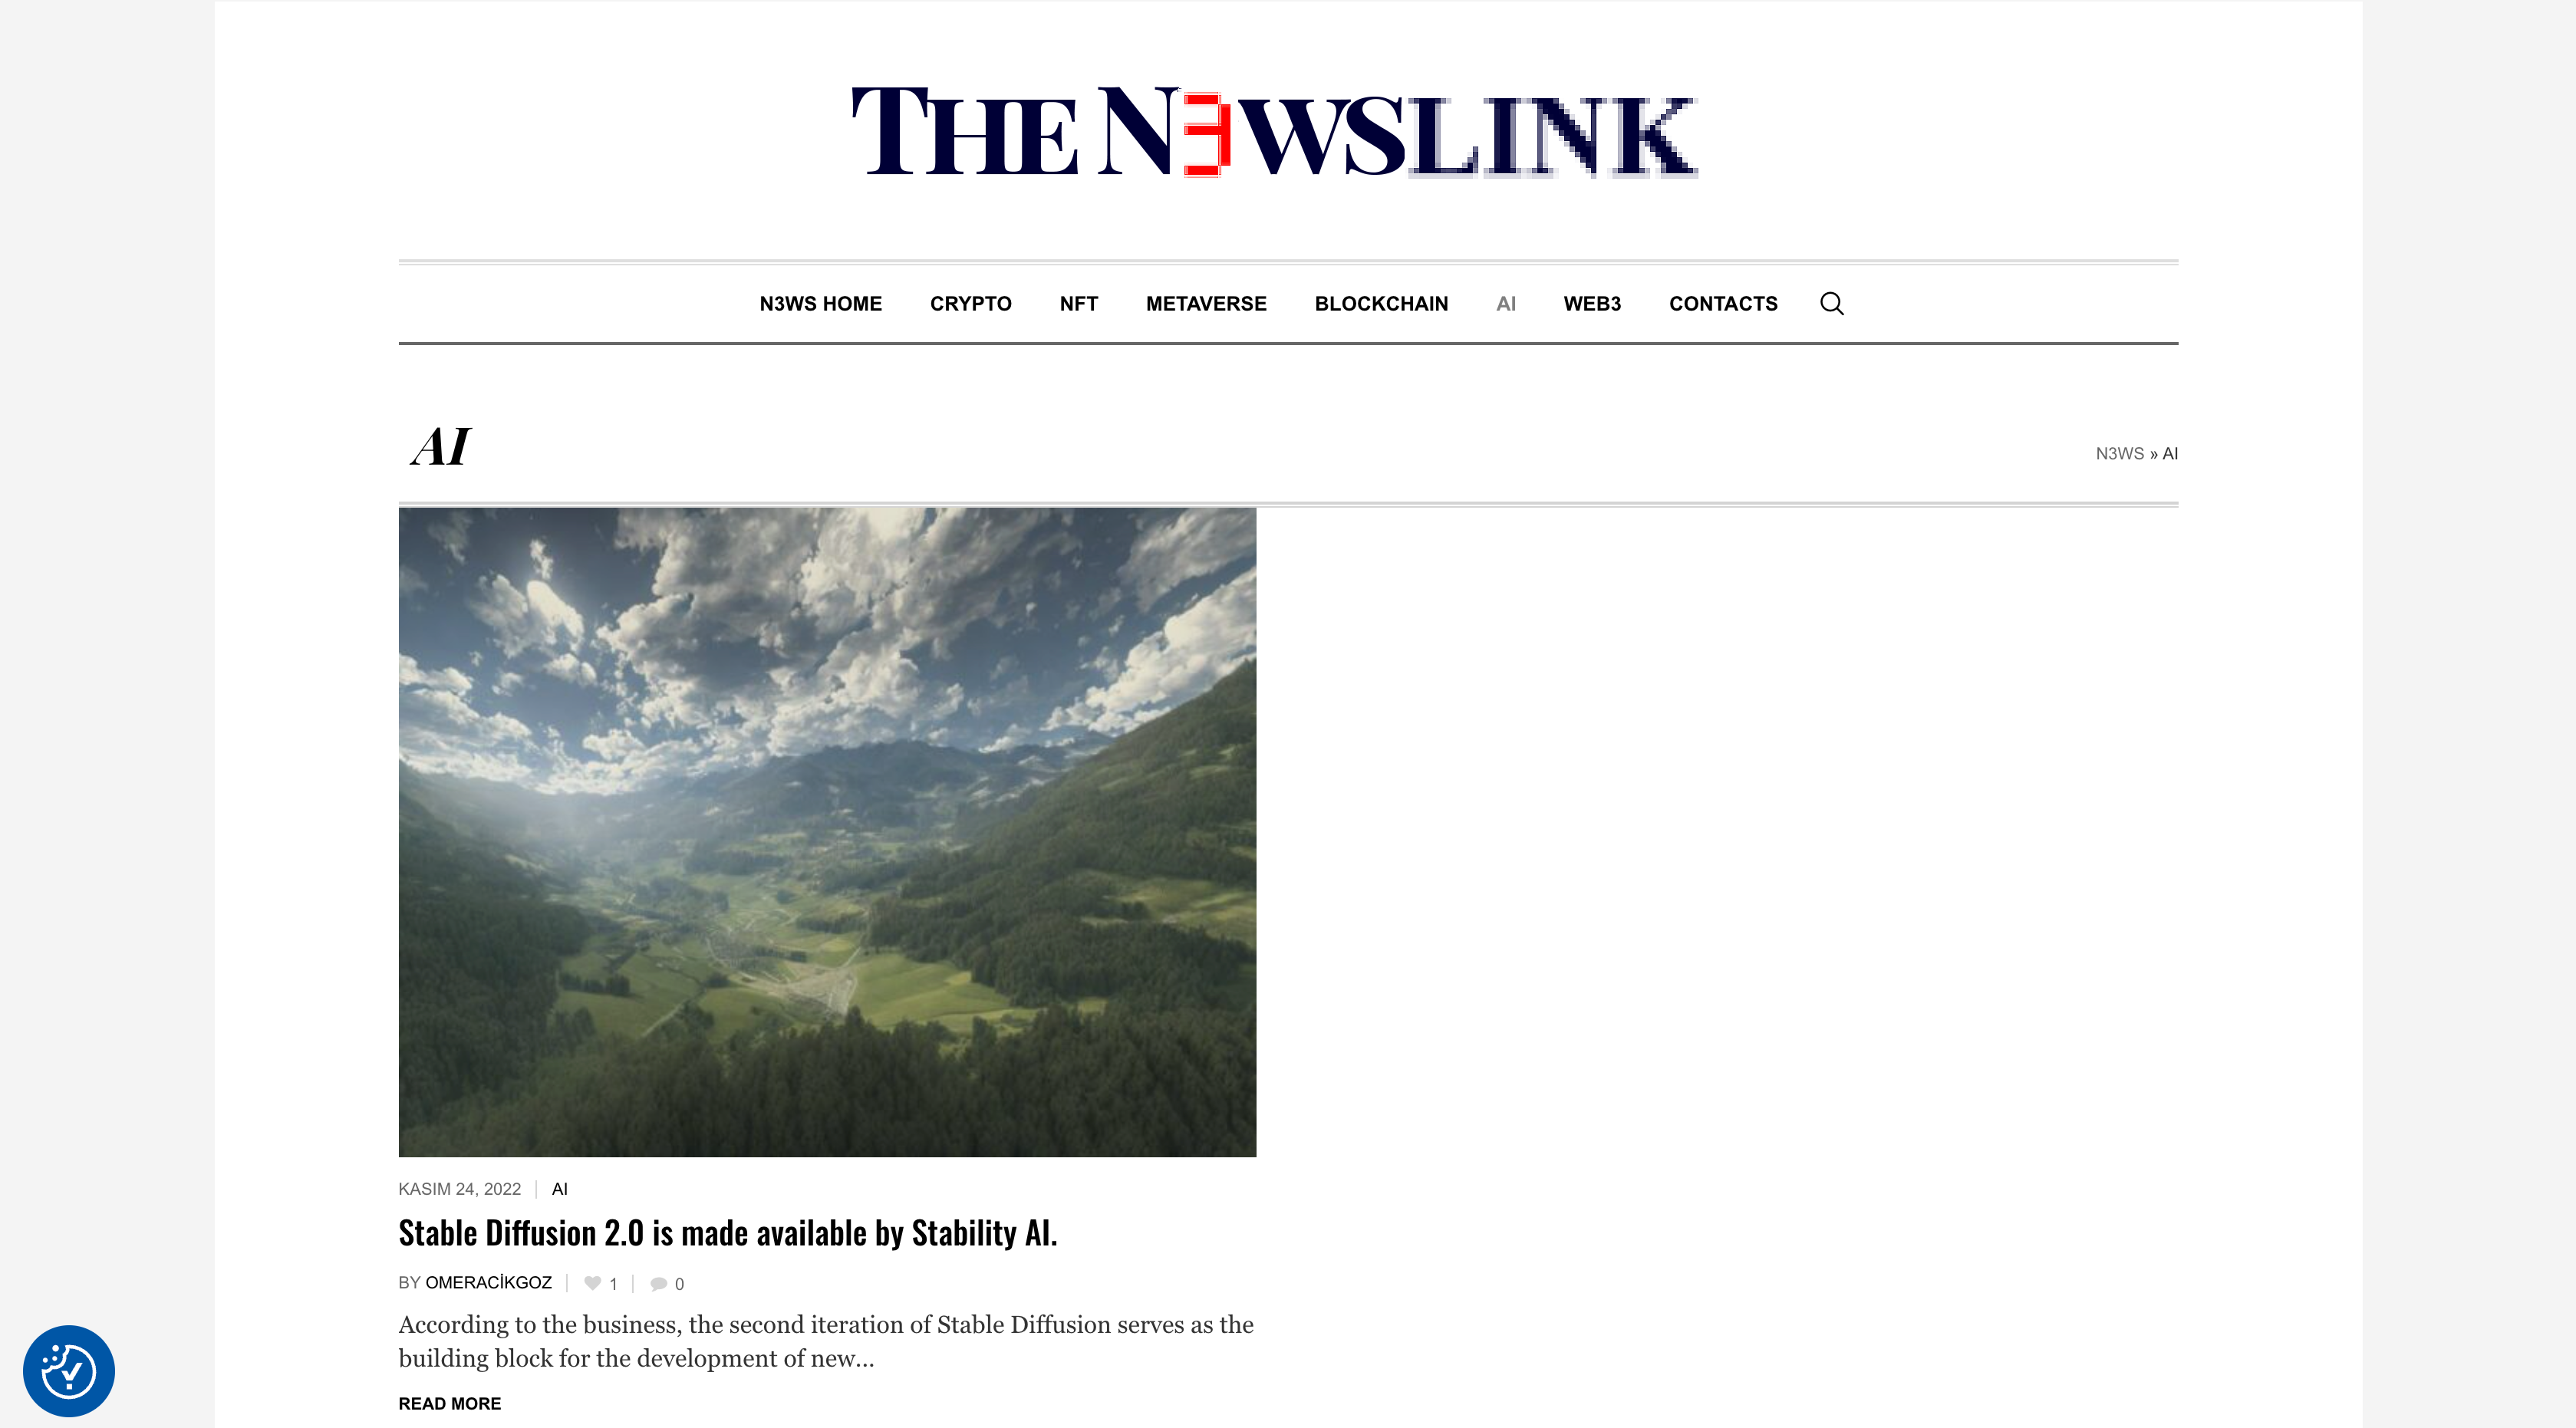 THE N3WSLINK
N3WS HOME CRYPTO NFT METAVERSE BLOCKCHAIN AI WEB3 CONTACTS
AI
N3WS » AI
KASIM 24, 2022 AI
Stable Diffusion 2.0 is made available by Stability AI.
BY OMERACİKGOZ 1 0
According to the business, the second iteration of Stable Diffusion serves as the
building block for the development of new...
READ MORE